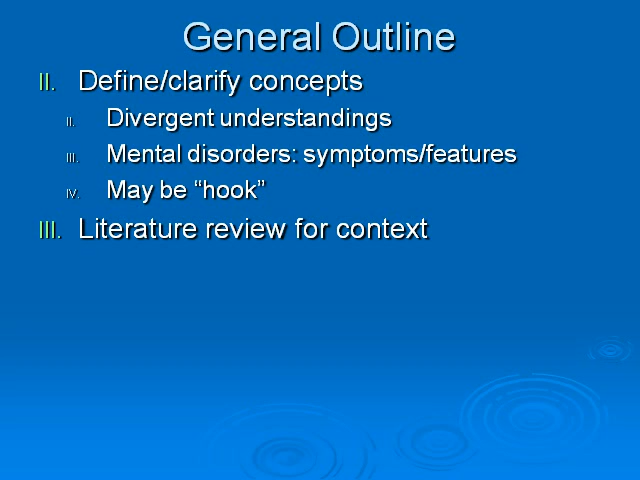 General Outline
II. Define/clarify concepts
II. Divergent understandings
III. Mental disorders: symptoms/features
IV. May be “hook”
III. Literature review for context